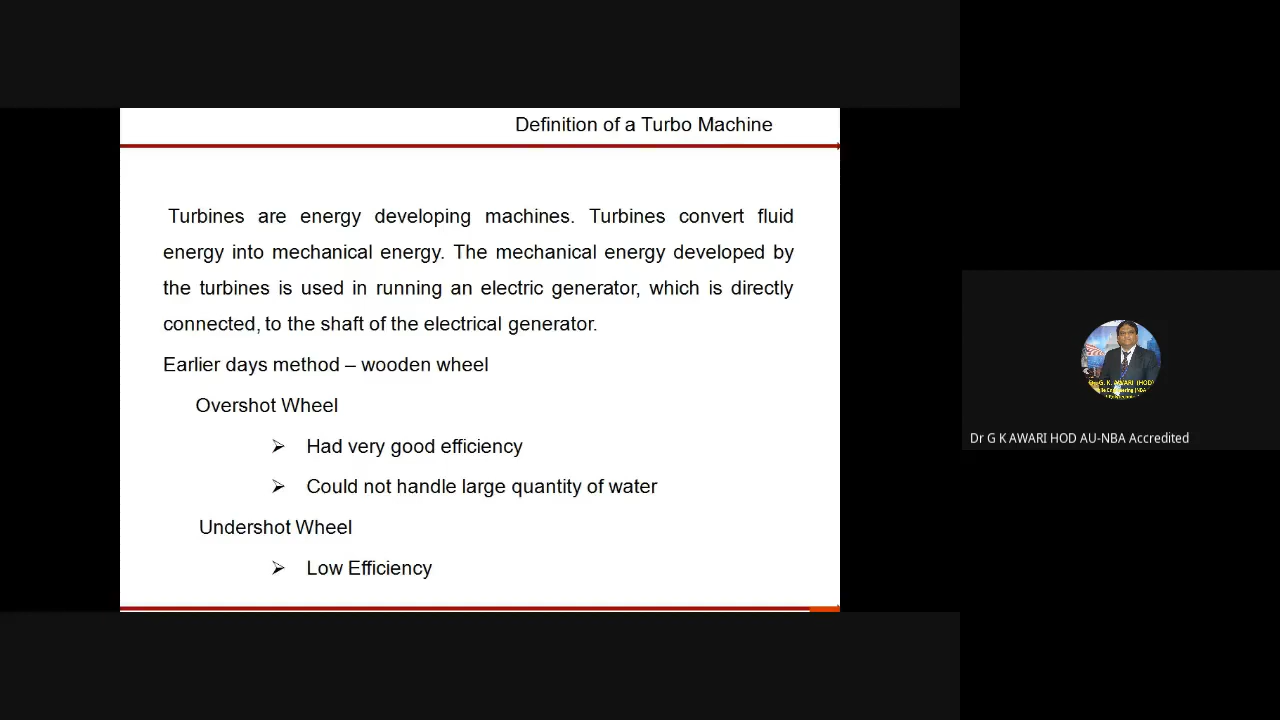 Definition of a Turbo Machine
Turbines are energy developing machines. Turbines convert fluid
energy into mechanical energy. The mechanical energy developed by
the turbines is used in running an electric generator, which is directly
connected, to the shaft of the electrical generator.
Earlier days method – wooden wheel
Overshot Wheel
➢ Had very good efficiency
➢ Could not handle large quantity of water
Undershot Wheel
➢ Low Efficiency
Dr. G. K. AWARI (HOD)
Dr G K AWARI HOD AU-NBA Accredited